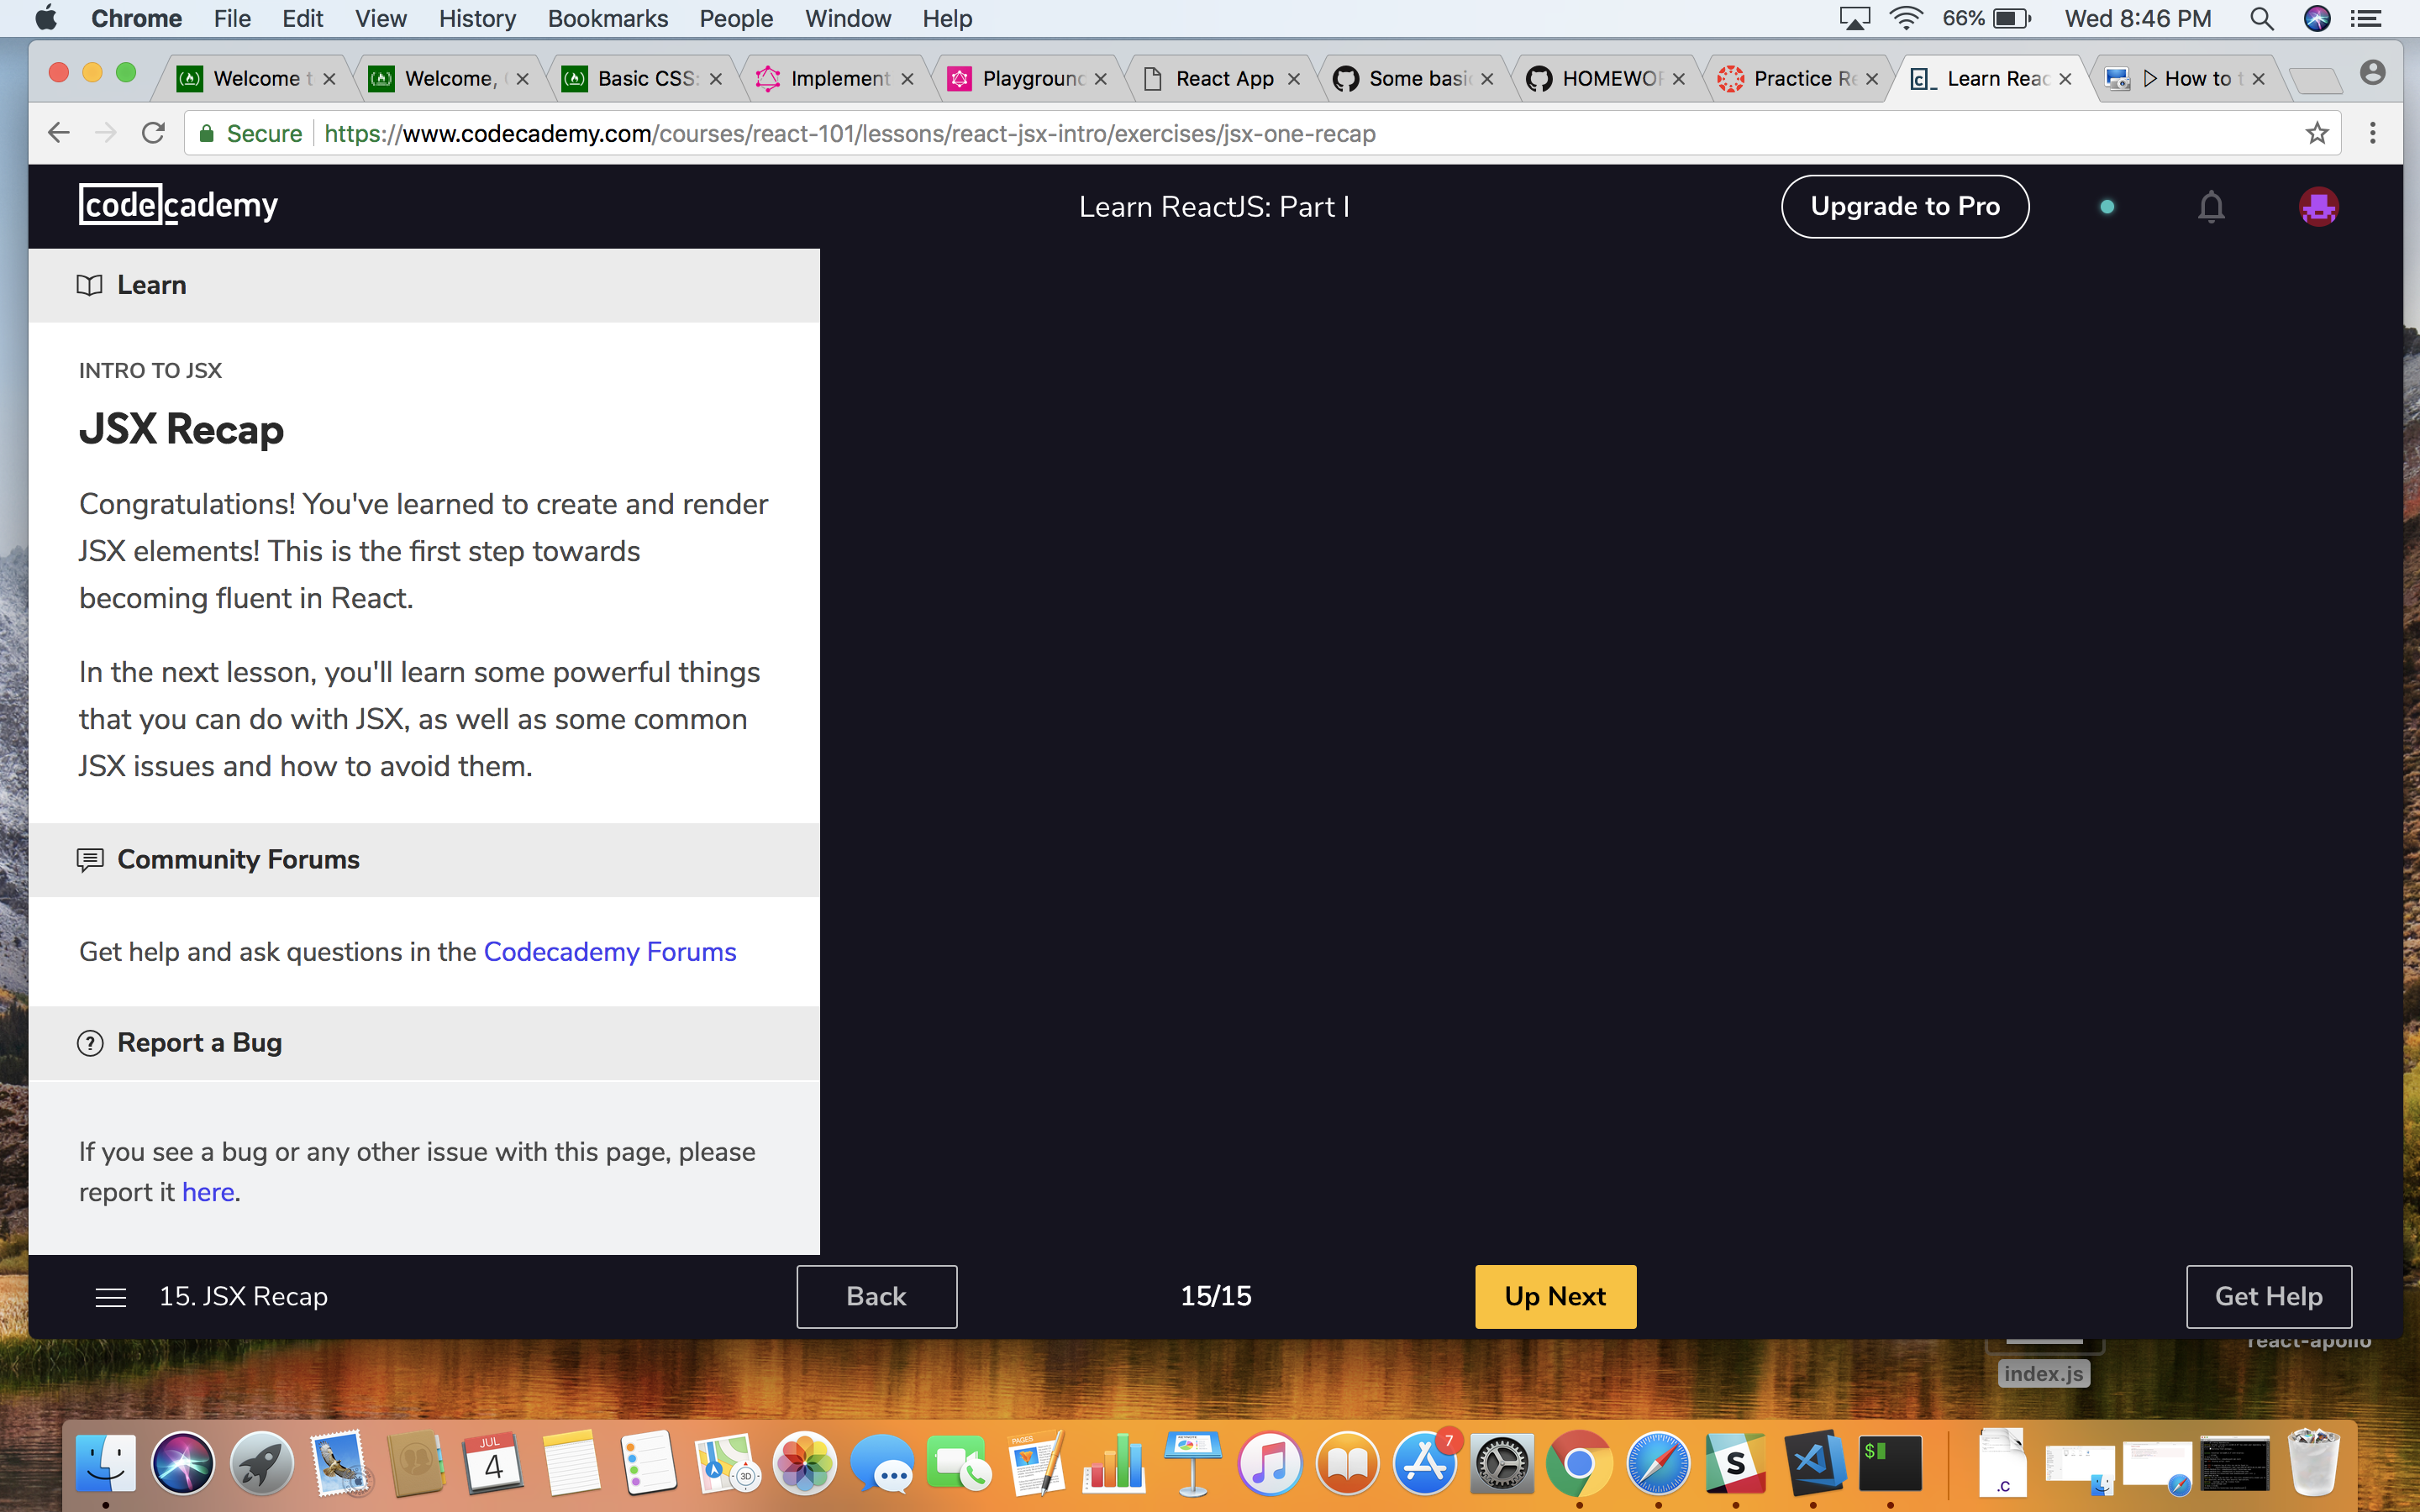 Chrome File Edit View History Bookmarks People Window Help 66% Wed 8:46 PM
Welcome t Welcome, Basic CSS: Implement Playground React App Some basi HOMEWO Practice Re Learn Reac How to t
Secure https://www.codecademy.com/courses/react-101/lessons/react-jsx-intro/exercises/jsx-one-recap
codecademy Learn ReactJS: Part I Upgrade to Pro
Learn
INTRO TO JSX
JSX Recap
Congratulations! You've learned to create and render
JSX elements! This is the first step towards
becoming fluent in React.
In the next lesson, you'll learn some powerful things
that you can do with JSX, as well as some common
JSX issues and how to avoid them.
Community Forums
Get help and ask questions in the Codecademy Forums
Report a Bug
If you see a bug or any other issue with this page, please
report it here.
15. JSX Recap Back 15/15 Up Next Get Help
react-apollo
index.js
JUL
4
PAGES
3D
7
S
$
.C